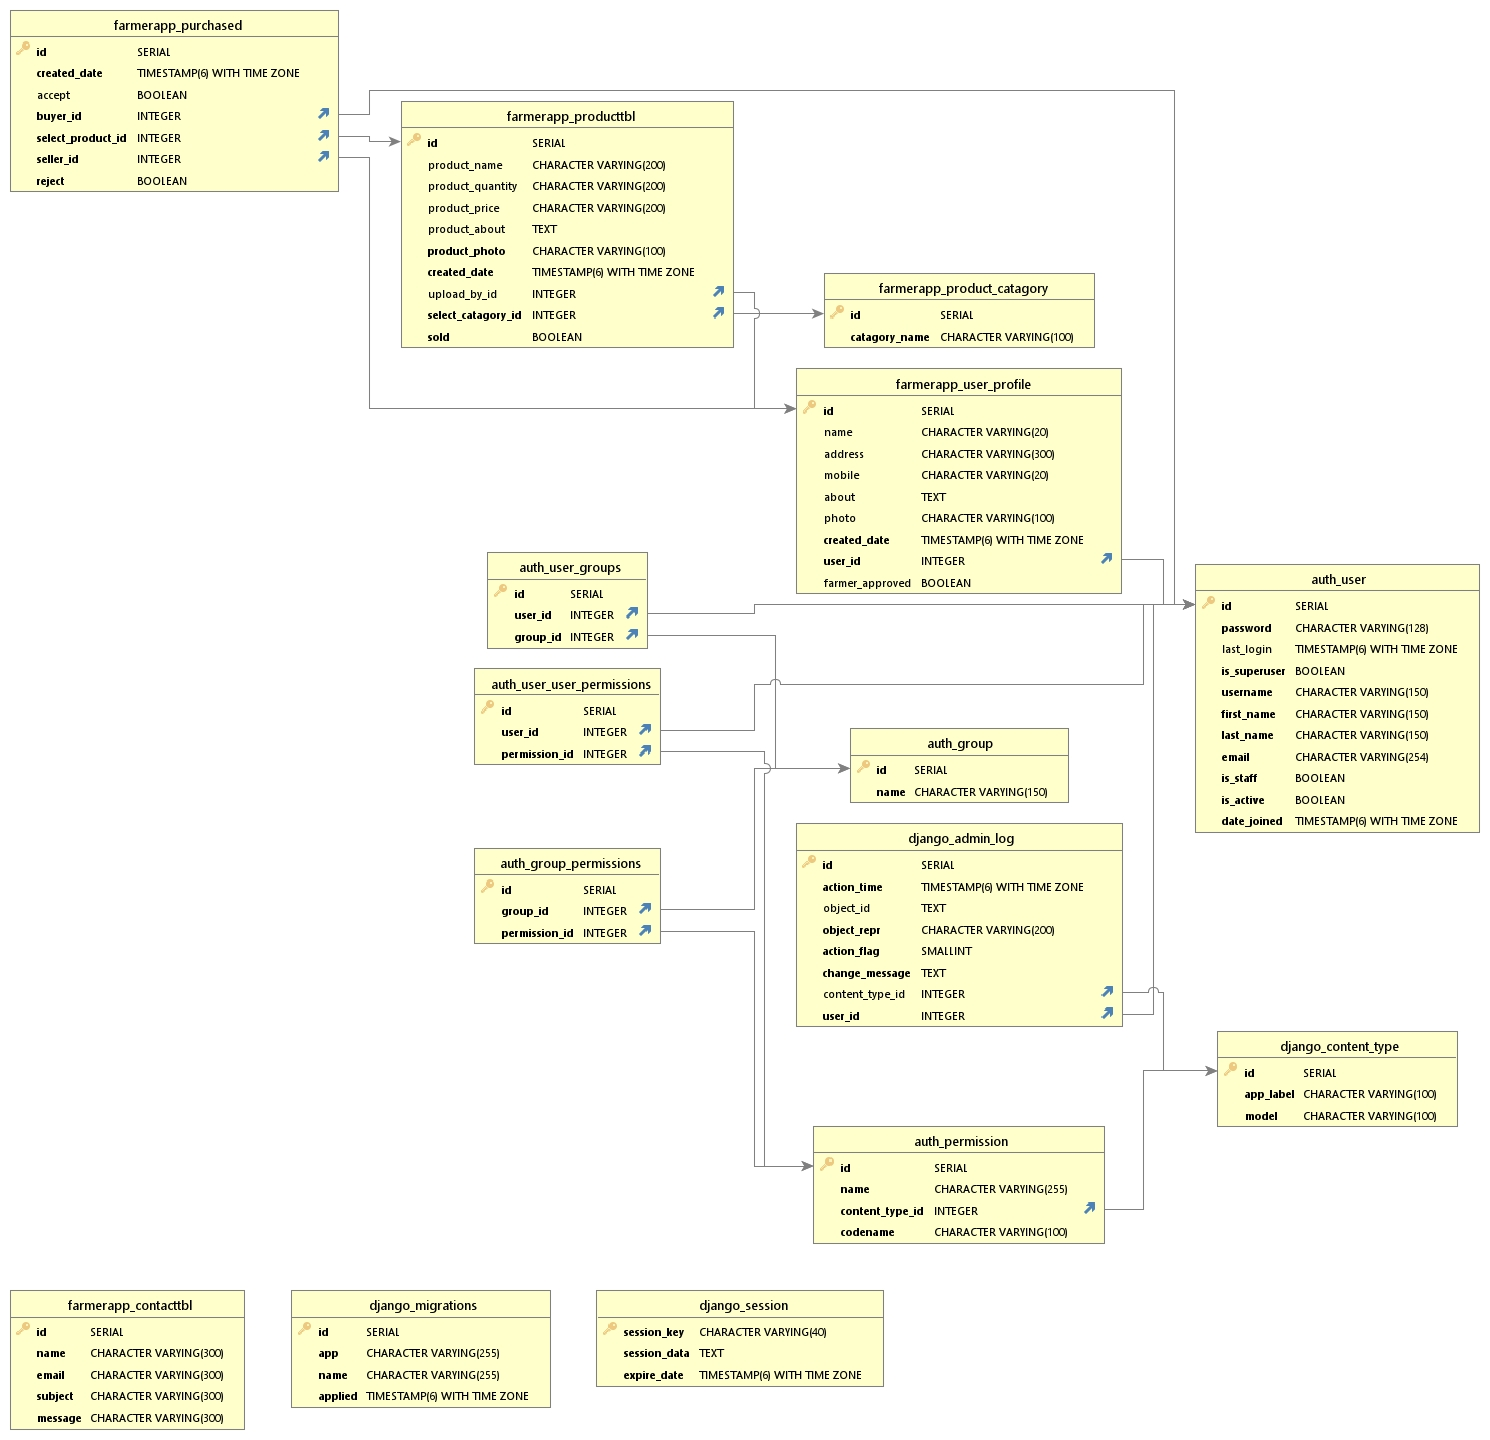 farmerapp_purchased
id SERIAL
created_date TIMESTAMP(6) WITH TIME ZONE
accept BOOLEAN
buyer_id INTEGER
select_product_id INTEGER
seller_id INTEGER
reject BOOLEAN
farmerapp_producttbl
id SERIAL
product_name CHARACTER VARYING(200)
product_quantity CHARACTER VARYING(200)
product_price CHARACTER VARYING(200)
product_about TEXT
product_photo CHARACTER VARYING(100)
created_date TIMESTAMP(6) WITH TIME ZONE
upload_by_id INTEGER
select_catagory_id INTEGER
sold BOOLEAN
farmerapp_product_catagory
id SERIAL
catagory_name CHARACTER VARYING(100)
farmerapp_user_profile
id SERIAL
name CHARACTER VARYING(20)
address CHARACTER VARYING(300)
mobile CHARACTER VARYING(20)
about TEXT
photo CHARACTER VARYING(100)
created_date TIMESTAMP(6) WITH TIME ZONE
user_id INTEGER
farmer_approved BOOLEAN
auth_user_groups
id SERIAL
user_id INTEGER
group_id INTEGER
auth_user
id SERIAL
password CHARACTER VARYING(128)
last_login TIMESTAMP(6) WITH TIME ZONE
is_superuser BOOLEAN
username CHARACTER VARYING(150)
first_name CHARACTER VARYING(150)
last_name CHARACTER VARYING(150)
email CHARACTER VARYING(254)
is_staff BOOLEAN
is_active BOOLEAN
date_joined TIMESTAMP(6) WITH TIME ZONE
auth_user_user_permissions
id SERIAL
user_id INTEGER
permission_id INTEGER
auth_group
id SERIAL
name CHARACTER VARYING(150)
auth_group_permissions
id SERIAL
group_id INTEGER
permission_id INTEGER
django_admin_log
id SERIAL
action_time TIMESTAMP(6) WITH TIME ZONE
object_id TEXT
object_repr CHARACTER VARYING(200)
action_flag SMALLINT
change_message TEXT
content_type_id INTEGER
user_id INTEGER
django_content_type
id SERIAL
app_label CHARACTER VARYING(100)
model CHARACTER VARYING(100)
auth_permission
id SERIAL
name CHARACTER VARYING(255)
content_type_id INTEGER
codename CHARACTER VARYING(100)
farmerapp_contacttbl
id SERIAL
name CHARACTER VARYING(300)
email CHARACTER VARYING(300)
subject CHARACTER VARYING(300)
message CHARACTER VARYING(300)
django_migrations
id SERIAL
app CHARACTER VARYING(255)
name CHARACTER VARYING(255)
applied TIMESTAMP(6) WITH TIME ZONE
django_session
session_key CHARACTER VARYING(40)
session_data TEXT
expire_date TIMESTAMP(6) WITH TIME ZONE